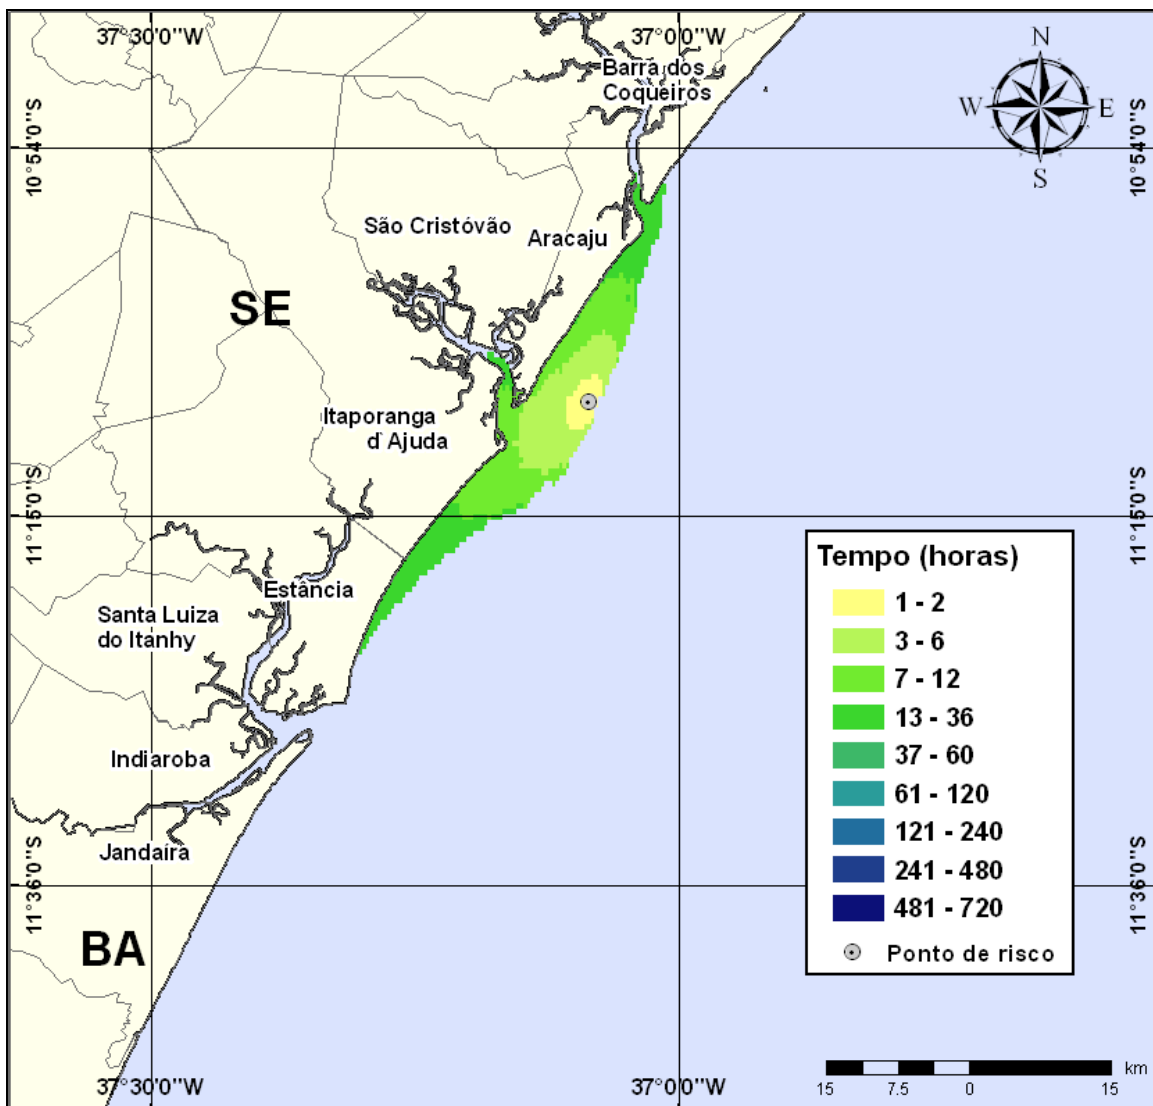 37°30'0"W
37°0'0"W
N
W
E
S
Barra dos
Coqueiros
10°54'0"S
10°54'0"S
São Cristóvão
Aracaju
SE
Itaporanga
d`Ajuda
11°15'0"S
11°15'0"S
Estância
Santa Luiza
do Itanhy
Indiaroba
Jandaíra
11°36'0"S
11°36'0"S
BA
Tempo (horas)
1 - 2
3 - 6
7 - 12
13 - 36
37 - 60
61 - 120
121 - 240
241 - 480
481 - 720
Ponto de risco
37°30'0"W
37°0'0"W
km
15 7.5 0 15